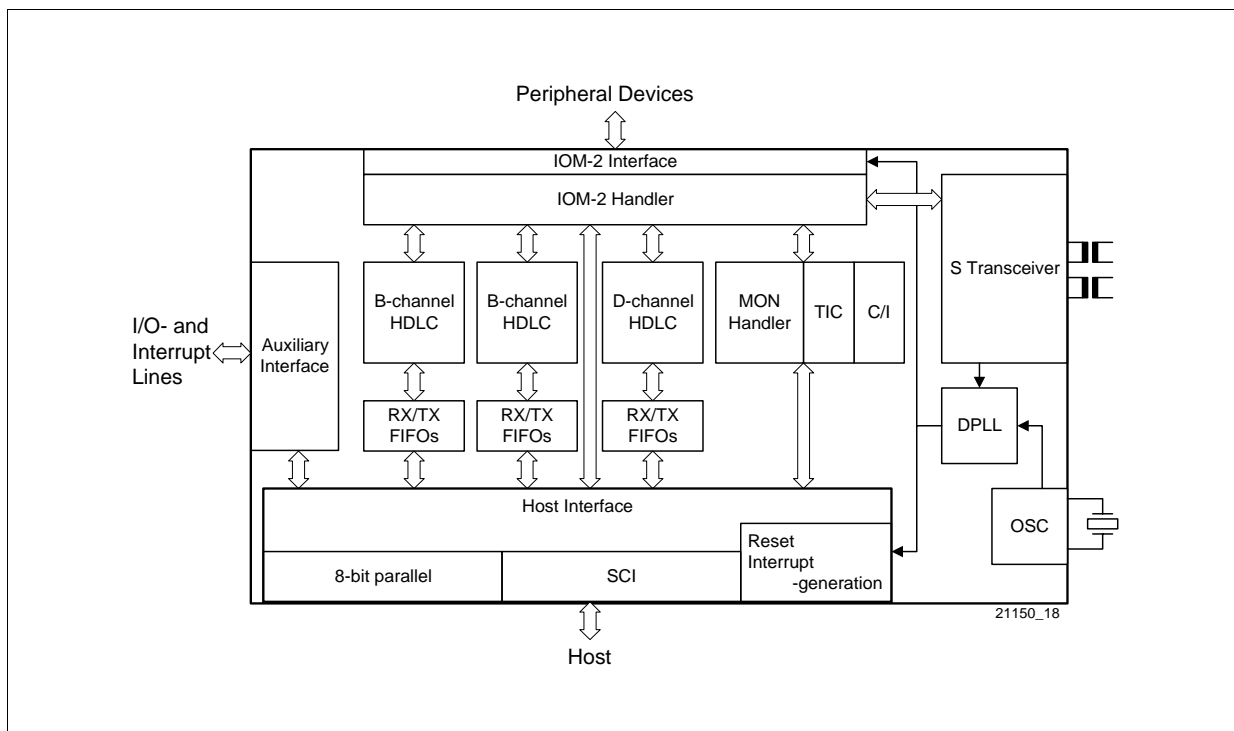 Peripheral Devices
IOM-2 Interface
IOM-2 Handler
S Transceiver
B-channel
HDLC
B-channel
HDLC
D-channel
HDLC
MON
Handler
TIC
C/I
I/O- and
Interrupt
Lines
Auxiliary
Interface
RX/TX
FIFOs
RX/TX
FIFOs
RX/TX
FIFOs
DPLL
Host Interface
OSC
Reset
Interrupt
-generation
8-bit parallel
SCI
21150_18
Host